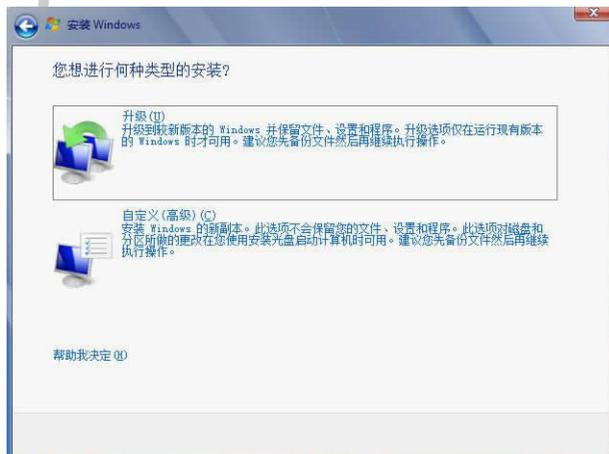 安装 Windows
您想进行何种类型的安装?
升级(U)
升级到较新版本的 Windows 并保留文件、设置和程序。升级选项仅在运行现有版本
的 Windows 时才可用。建议您先备份文件然后再继续执行操作。
自定义(高级)(C)
安装 Windows 的新副本。此选项不会保留您的文件、设置和程序。此选项对磁盘和
分区所做的更改在您使用安装光盘启动计算机时可用。建议您先备份文件然后再继续
执行操作。
帮助我决定(H)